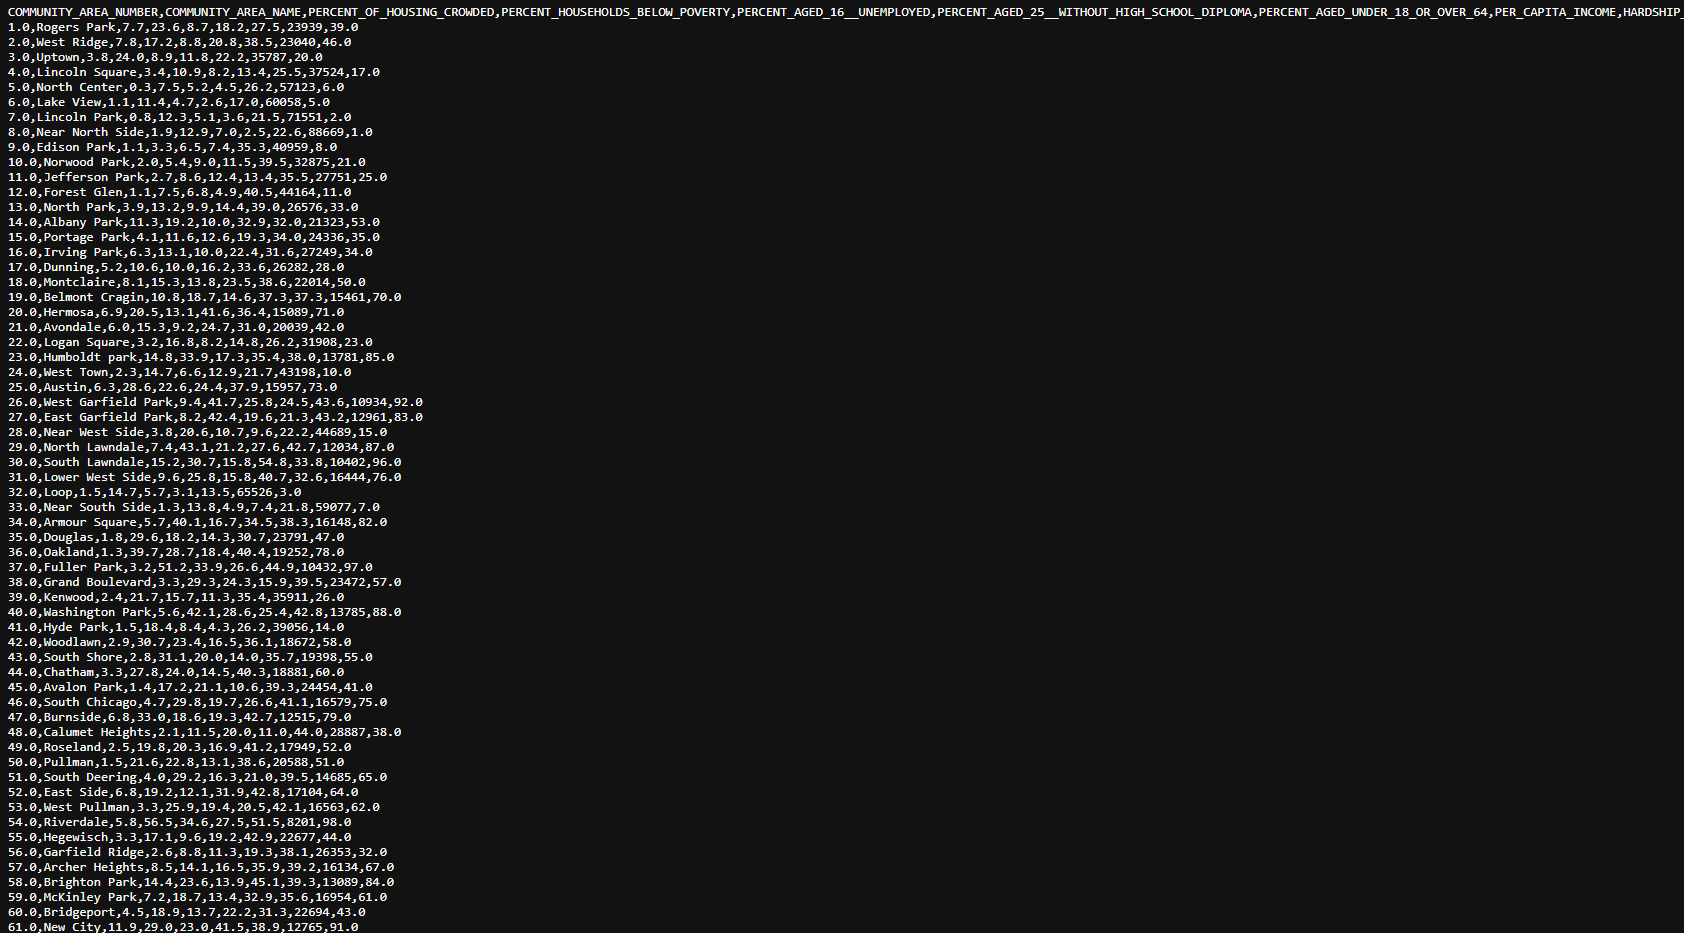 COMMUNITY_AREA_NUMBER,COMMUNITY_AREA_NAME,PERCENT_OF_HOUSING_CROWDED,PERCENT_HOUSEHOLDS_BELOW_POVERTY,PERCENT_AGED_16__UNEMPLOYED,PERCENT_AGED_25__WITHOUT_HIGH_SCHOOL_DIPLOMA,PERCENT_AGED_UNDER_18_OR_OVER_64,PER_CAPITA_INCOME,HARDSHIP_
1.0,Rogers Park,7.7,23.6,8.7,18.2,27.5,23939,39.0
2.0,West Ridge,7.8,17.2,8.8,20.8,38.5,23040,46.0
3.0,Uptown,3.8,24.0,8.9,11.8,22.2,35787,20.0
4.0,Lincoln Square,3.4,10.9,8.2,13.4,25.5,37524,17.0
5.0,North Center,0.3,7.5,5.2,4.5,26.2,57123,6.0
6.0,Lake View,1.1,11.4,4.7,2.6,17.0,60058,5.0
7.0,Lincoln Park,0.8,12.3,5.1,3.6,21.5,71551,2.0
8.0,Near North Side,1.9,12.9,7.0,2.5,22.6,88669,1.0
9.0,Edison Park,1.1,3.3,6.5,7.4,35.3,40959,8.0
10.0,Norwood Park,2.0,5.4,9.0,11.5,39.5,32875,21.0
11.0,Jefferson Park,2.7,8.6,12.4,13.4,35.5,27751,25.0
12.0,Forest Glen,1.1,7.5,6.8,4.9,40.5,44164,11.0
13.0,North Park,3.9,13.2,9.9,14.4,39.0,26576,33.0
14.0,Albany Park,11.3,19.2,10.0,32.9,32.0,21323,53.0
15.0,Portage Park,4.1,11.6,12.6,19.3,34.0,24336,35.0
16.0,Irving Park,6.3,13.1,10.0,22.4,31.6,27249,34.0
17.0,Dunning,5.2,10.6,10.0,16.2,33.6,26282,28.0
18.0,Montclaire,8.1,15.3,13.8,23.5,38.6,22014,50.0
19.0,Belmont Cragin,10.8,18.7,14.6,37.3,37.3,15461,70.0
20.0,Hermosa,6.9,20.5,13.1,41.6,36.4,15089,71.0
21.0,Avondale,6.0,15.3,9.2,24.7,31.0,20039,42.0
22.0,Logan Square,3.2,16.8,8.2,14.8,26.2,31908,23.0
23.0,Humboldt park,14.8,33.9,17.3,35.4,38.0,13781,85.0
24.0,West Town,2.3,14.7,6.6,12.9,21.7,43198,10.0
25.0,Austin,6.3,28.6,22.6,24.4,37.9,15957,73.0
26.0,West Garfield Park,9.4,41.7,25.8,24.5,43.6,10934,92.0
27.0,East Garfield Park,8.2,42.4,19.6,21.3,43.2,12961,83.0
28.0,Near West Side,3.8,20.6,10.7,9.6,22.2,44689,15.0
29.0,North Lawndale,7.4,43.1,21.2,27.6,42.7,12034,87.0
30.0,South Lawndale,15.2,30.7,15.8,54.8,33.8,10402,96.0
31.0,Lower West Side,9.6,25.8,15.8,40.7,32.6,16444,76.0
32.0,Loop,1.5,14.7,5.7,3.1,13.5,65526,3.0
33.0,Near South Side,1.3,13.8,4.9,7.4,21.8,59077,7.0
34.0,Armour Square,5.7,40.1,16.7,34.5,38.3,16148,82.0
35.0,Douglas,1.8,29.6,18.2,14.3,30.7,23791,47.0
36.0,Oakland,1.3,39.7,28.7,18.4,40.4,19252,78.0
37.0,Fuller Park,3.2,51.2,33.9,26.6,44.9,10432,97.0
38.0,Grand Boulevard,3.3,29.3,24.3,15.9,39.5,23472,57.0
39.0,Kenwood,2.4,21.7,15.7,11.3,35.4,35911,26.0
40.0,Washington Park,5.6,42.1,28.6,25.4,42.8,13785,88.0
41.0,Hyde Park,1.5,18.4,8.4,4.3,26.2,39056,14.0
42.0,Woodlawn,2.9,30.7,23.4,16.5,36.1,18672,58.0
43.0,South Shore,2.8,31.1,20.0,14.0,35.7,19398,55.0
44.0,Chatham,3.3,27.8,24.0,14.5,40.3,18881,60.0
45.0,Avalon Park,1.4,17.2,21.1,10.6,39.3,24454,41.0
46.0,South Chicago,4.7,29.8,19.7,26.6,41.1,16579,75.0
47.0,Burnside,6.8,33.0,18.6,19.3,42.7,12515,79.0
48.0,Calumet Heights,2.1,11.5,20.0,11.0,44.0,28887,38.0
49.0,Roseland,2.5,19.8,20.3,16.9,41.2,17949,52.0
50.0,Pullman,1.5,21.6,22.8,13.1,38.6,20588,51.0
51.0,South Deering,4.0,29.2,16.3,21.0,39.5,14685,65.0
52.0,East Side,6.8,19.2,12.1,31.9,42.8,17104,64.0
53.0,West Pullman,3.3,25.9,19.4,20.5,42.1,16563,62.0
54.0,Riverdale,5.8,56.5,34.6,27.5,51.5,8201,98.0
55.0,Hegewisch,3.3,17.1,9.6,19.2,42.9,22677,44.0
56.0,Garfield Ridge,2.6,8.8,11.3,19.3,38.1,26353,32.0
57.0,Archer Heights,8.5,14.1,16.5,35.9,39.2,16134,67.0
58.0,Brighton Park,14.4,23.6,13.9,45.1,39.3,13089,84.0
59.0,McKinley Park,7.2,18.7,13.4,32.9,35.6,16954,61.0
60.0,Bridgeport,4.5,18.9,13.7,22.2,31.3,22694,43.0
61.0,New City,11.9,29.0,23.0,41.5,38.9,12765,91.0